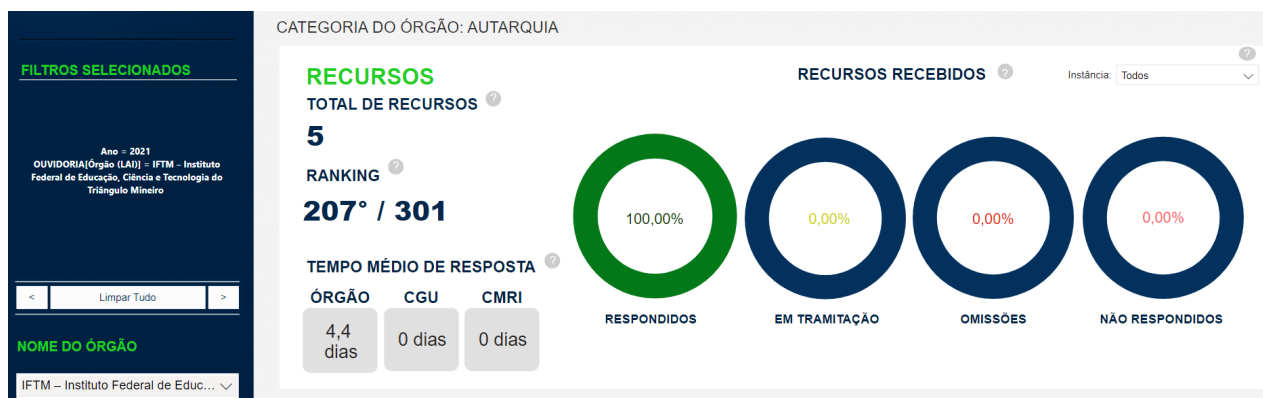 FILTROS SELECIONADOS
Ano = 2021
OUVIDORIA[Órgão (LAI)] = IFTM – Instituto
Federal de Educação, Ciência e Tecnologia do
Triângulo Mineiro
<
Limpar Tudo
>
NOME DO ÓRGÃO
IFTM – Instituto Federal de Educ...
CATEGORIA DO ÓRGÃO: AUTARQUIA
RECURSOS
TOTAL DE RECURSOS ?
5
RANKING ?
207° / 301
TEMPO MÉDIO DE RESPOSTA ?
ÓRGÃO CGU CMRI
4,4
dias
0 dias
0 dias
?
RECURSOS RECEBIDOS ?
Instância: Todos
100,00% 0,00% 0,00% 0,00%
RESPONDIDOS EM TRAMITAÇÃO OMISSÕES NÃO RESPONDIDOS